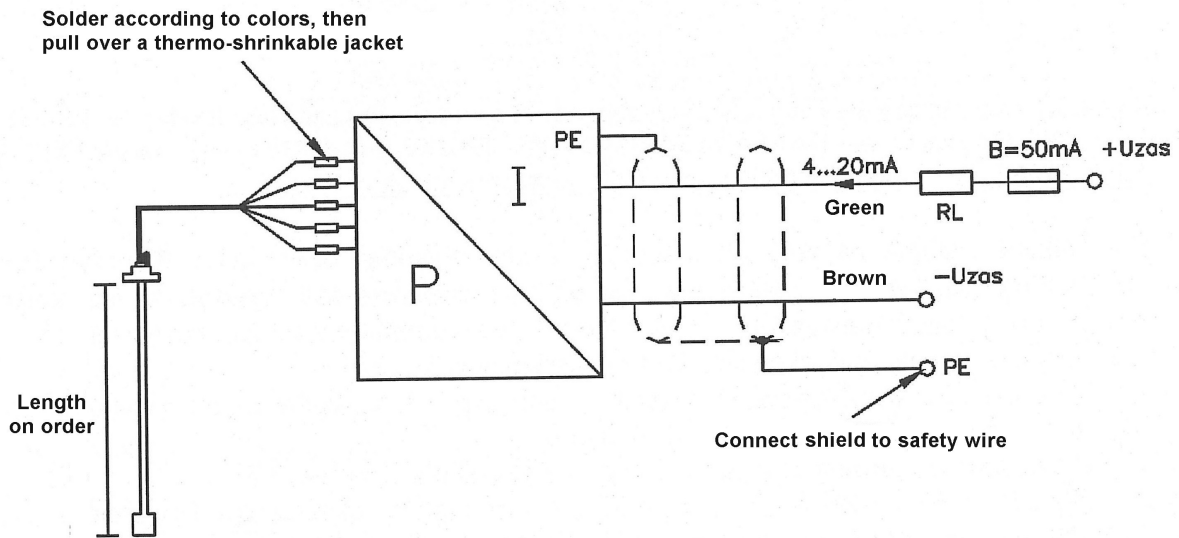 Solder according to colors, then
pull over a thermo-shrinkable jacket
PE
I
P
4...20mA
B=50mA
+Uzas
Green
RL
Brown
–Uzas
PE
Length
on order
Connect shield to safety wire